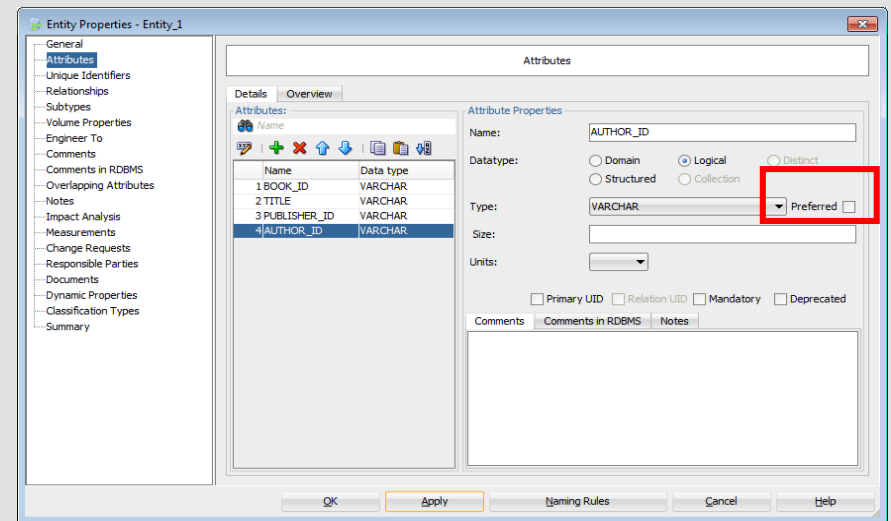 Entity Properties - Entity_1
General
Attributes
Unique Identifiers
Relationships
Subtypes
Volume Properties
Engineer To
Comments
Comments in RDBMS
Overlapping Attributes
Notes
Impact Analysis
Measurements
Change Requests
Responsible Parties
Documents
Dynamic Properties
Classification Types
Summary
Attributes
Details Overview
Attributes:
Name
Name Data type
1 BOOK_ID VARCHAR
2 TITLE VARCHAR
3 PUBLISHER_ID VARCHAR
4 AUTHOR_ID VARCHAR
Attribute Properties
Name: AUTHOR_ID
Datatype: Domain Logical Distinct
Structured Collection
Type: VARCHAR Preferred
Size:
Units:
Primary UID Relation UID Mandatory Deprecated
Comments Comments in RDBMS Notes
OK Apply Naming Rules Cancel Help